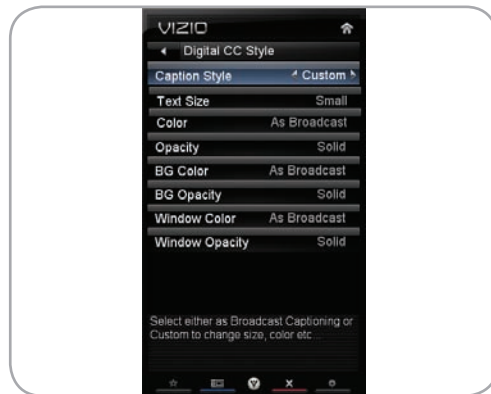 VIZIO
Digital CC Style
Caption Style Custom
Text Size Small
Color As Broadcast
Opacity Solid
BG Color As Broadcast
BG Opacity Solid
Window Color As Broadcast
Window Opacity Solid
Select either as Broadcast Captioning or
Custom to change size, color etc...